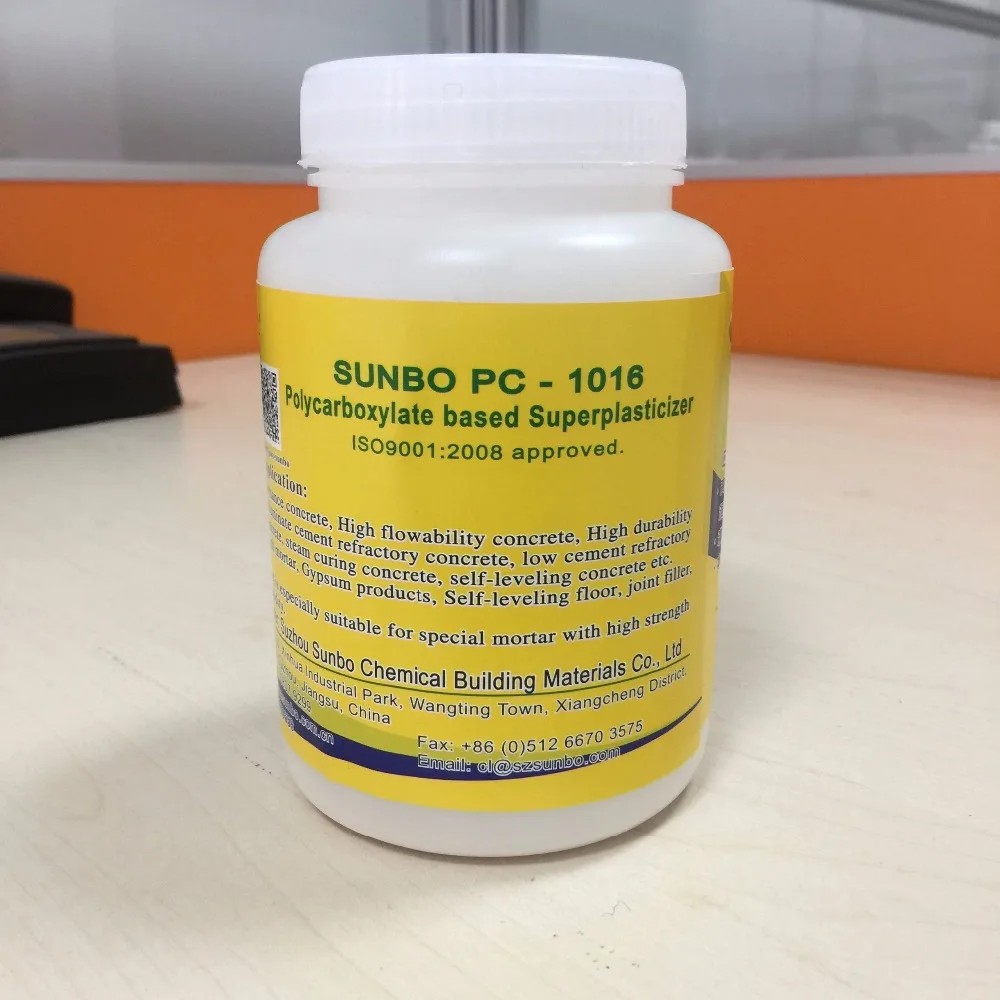 SUNBO PC - 1016
Polycarboxylate based Superplasticizer
ISO9001:2008 approved.
concrete, High flowability concrete, High durability
cement refractory concrete, low cement refractory
steam curing concrete, self-leveling concrete etc.
mortar, Gypsum products, Self-leveling floor, joint filler,
especially suitable for special mortar with high strength
Suzhou Sunbo Chemical Building Materials Co., Ltd
Xinhua Industrial Park, Wangting Town, Xiangcheng District,
Jiangsu, China
Fax: +86 (0)512 6670 3575
Email: cl@szsunbo.com